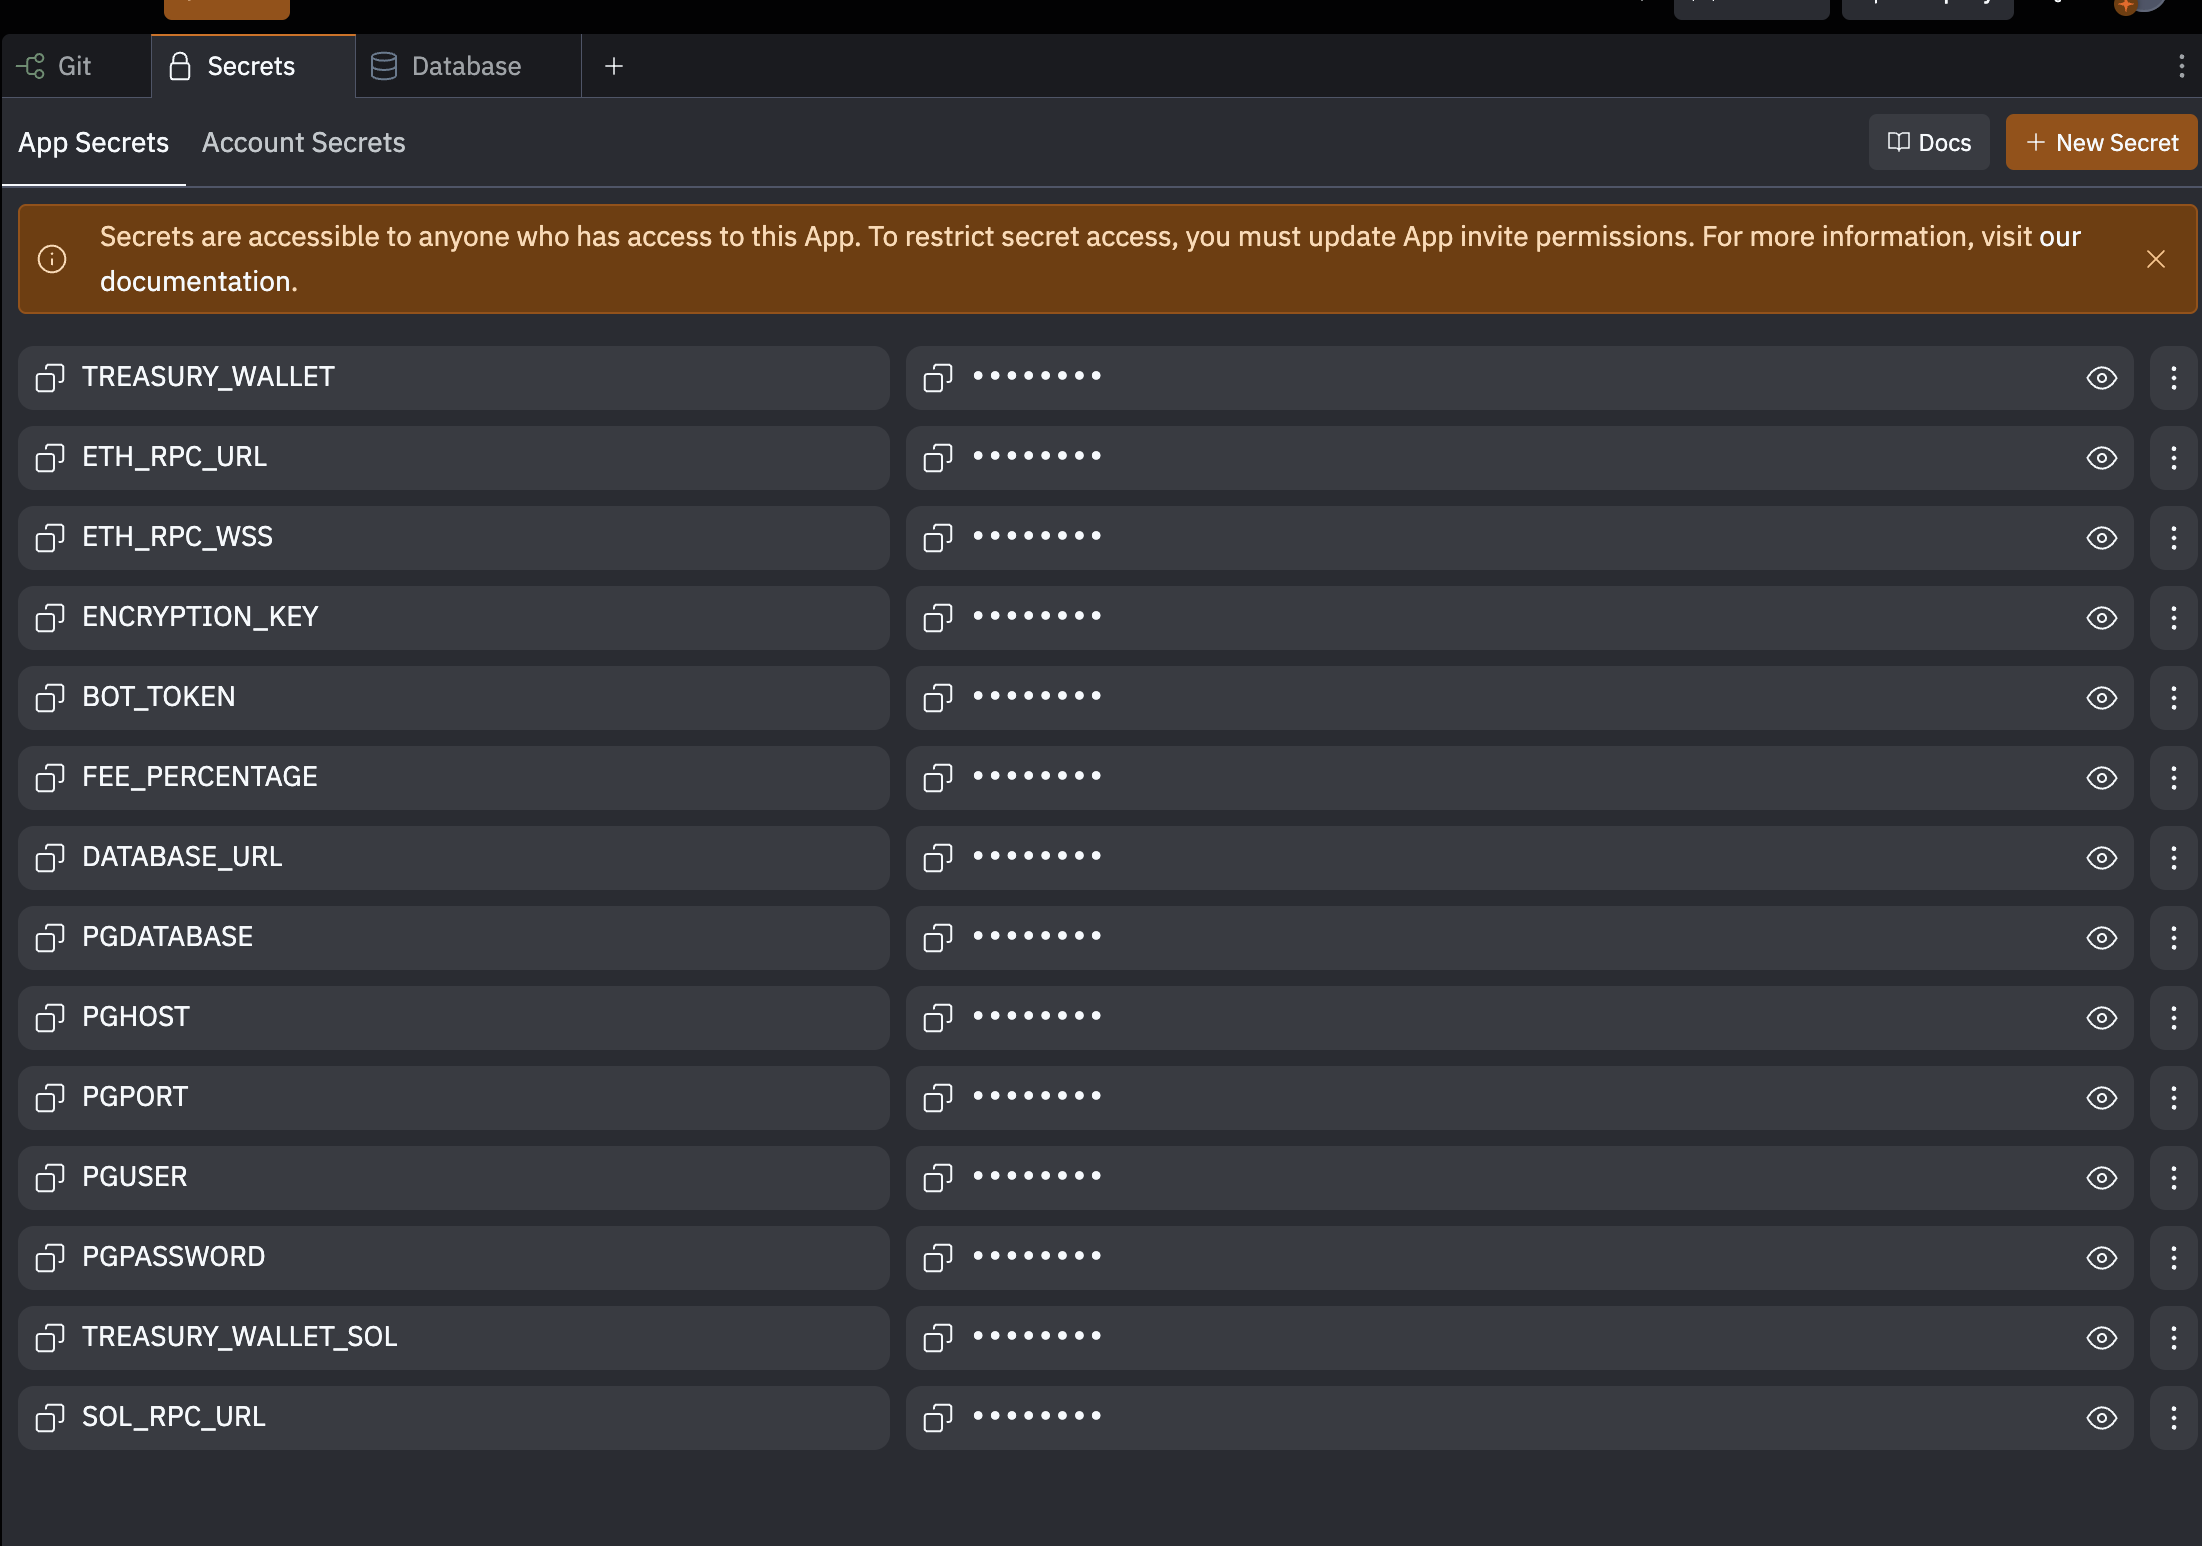 Git
Secrets
Database
App Secrets
Account Secrets
Docs
New Secret
Secrets are accessible to anyone who has access to this App. To restrict secret access, you must update App invite permissions. For more information, visit our
documentation.
TREASURY_WALLET ••••••••
ETH_RPC_URL ••••••••
ETH_RPC_WSS ••••••••
ENCRYPTION_KEY ••••••••
BOT_TOKEN ••••••••
FEE_PERCENTAGE ••••••••
DATABASE_URL ••••••••
PGDATABASE ••••••••
PGHOST ••••••••
PGPORT ••••••••
PGUSER ••••••••
PGPASSWORD ••••••••
TREASURY_WALLET_SOL ••••••••
SOL_RPC_URL ••••••••